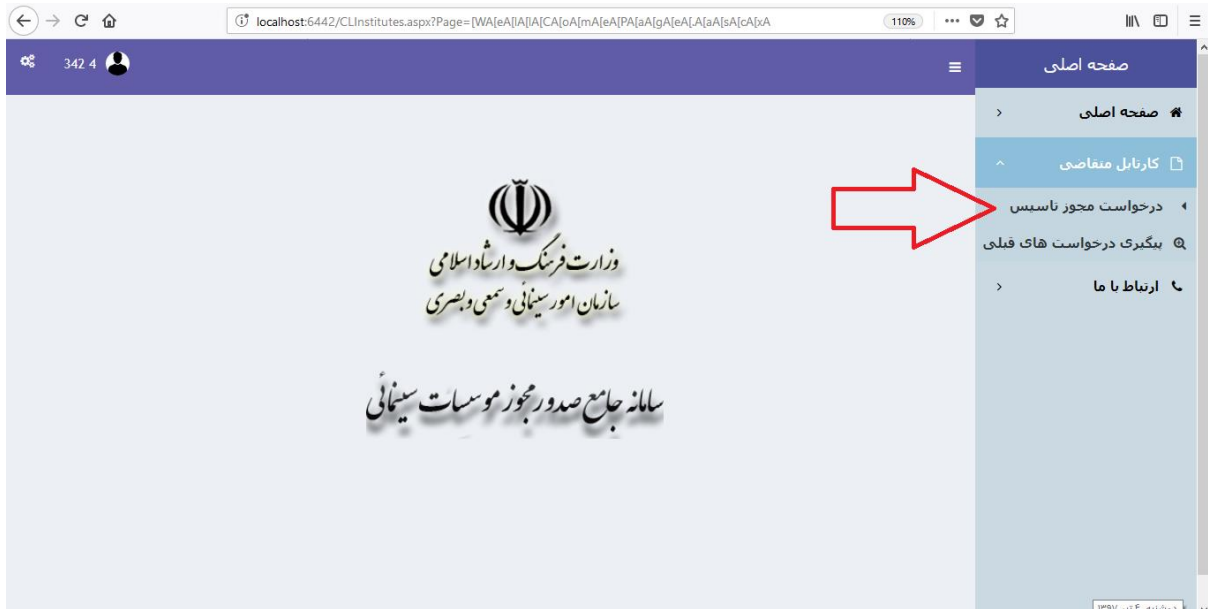 localhost:6442/CLInstitutes.aspx?Page=[WA[eA[lA[IA[CA[oA[mA[eA[PA[aA[gA[eA[.A[aA[sA[cA[xA
110%
342 4
صفحه اصلی
صفحه اصلی
کارتابل متقاضی
درخواست مجوز تاسیس
پیگیری درخواست های قبلی
ارتباط با ما
وزارت فرهنگ و ارشاد اسلامی
سازمان امور سینمائی و سمعی و بصری
سامانه جامع صدور مجوز موسسات سینمائی